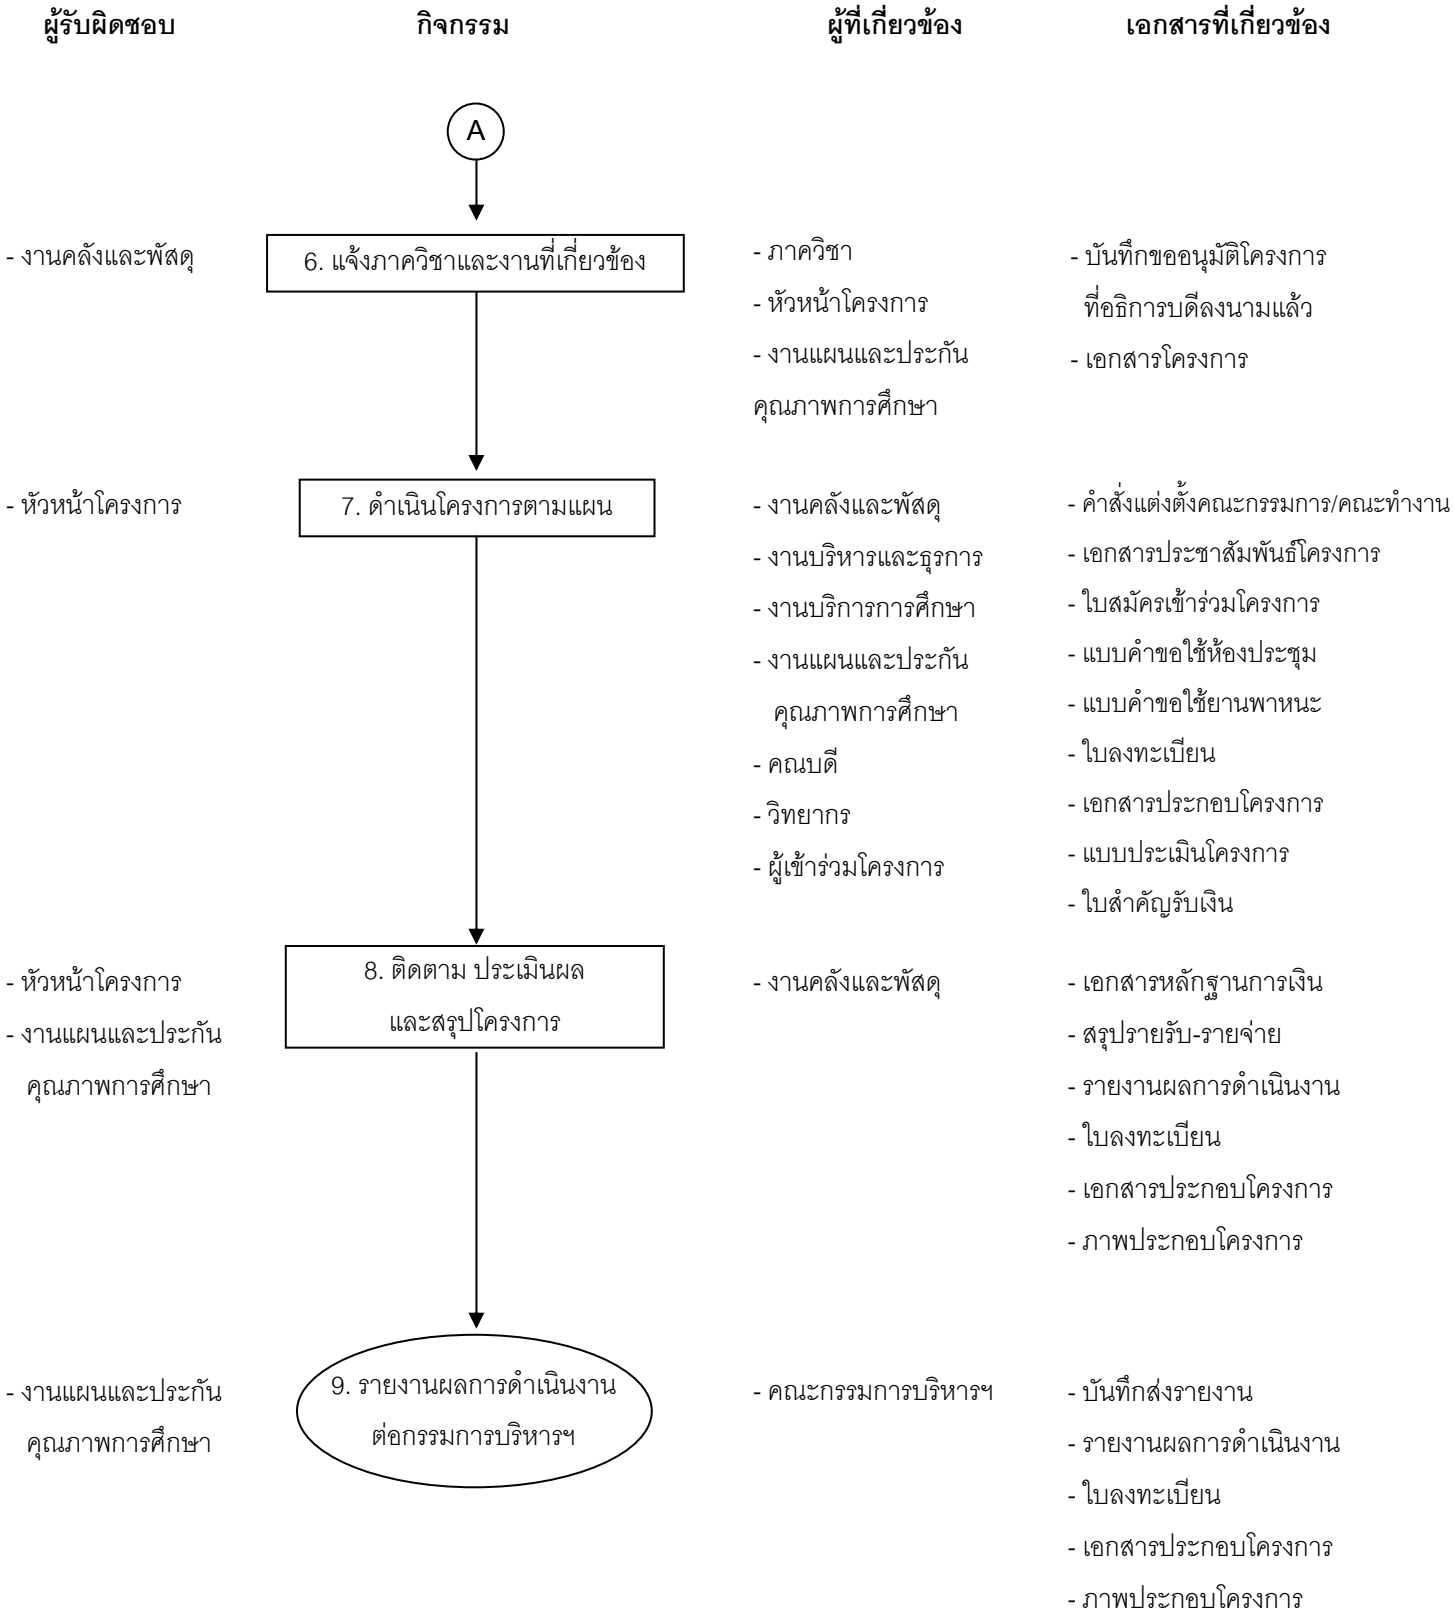 ผู้รับผิดชอบ กิจกรรม ผู้ที่เกี่ยวข้อง เอกสารที่เกี่ยวข้อง
A
- งานคลังและพัสดุ
6. แจ้งภาควิชาและงานที่เกี่ยวข้อง
- ภาควิชา
- หัวหน้าโครงการ
- งานแผนและประกัน
คุณภาพการศึกษา
- บันทึกขออนุมัติโครงการ
ที่อธิการบดีลงนามแล้ว
- เอกสารโครงการ
- หัวหน้าโครงการ
7. ดำเนินโครงการตามแผน
- งานคลังและพัสดุ
- งานบริหารและธุรการ
- งานบริการการศึกษา
- งานแผนและประกัน
คุณภาพการศึกษา
- คณบดี
- วิทยากร
- ผู้เข้าร่วมโครงการ
- คำสั่งแต่งตั้งคณะกรรมการ/คณะทำงาน
- เอกสารประชาสัมพันธ์โครงการ
- ใบสมัครเข้าร่วมโครงการ
- แบบคำขอใช้ห้องประชุม
- แบบคำขอใช้ยานพาหนะ
- ใบลงทะเบียน
- เอกสารประกอบโครงการ
- แบบประเมินโครงการ
- ใบสำคัญรับเงิน
- หัวหน้าโครงการ
- งานแผนและประกัน
คุณภาพการศึกษา
8. ติดตาม ประเมินผล
และสรุปโครงการ
- งานคลังและพัสดุ
- เอกสารหลักฐานการเงิน
- สรุปรายรับ-รายจ่าย
- รายงานผลการดำเนินงาน
- ใบลงทะเบียน
- เอกสารประกอบโครงการ
- ภาพประกอบโครงการ
- งานแผนและประกัน
คุณภาพการศึกษา
9. รายงานผลการดำเนินงาน
ต่อกรรมการบริหารฯ
- คณะกรรมการบริหารฯ
- บันทึกส่งรายงาน
- รายงานผลการดำเนินงาน
- ใบลงทะเบียน
- เอกสารประกอบโครงการ
- ภาพประกอบโครงการ